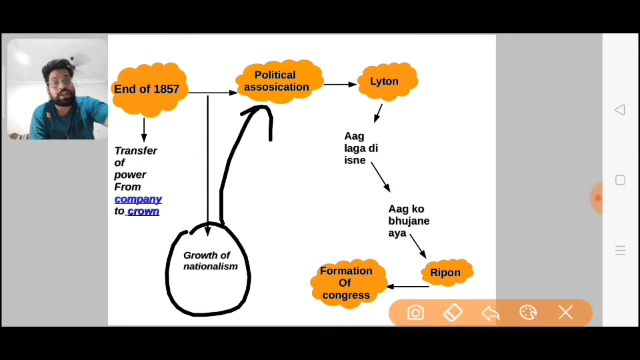 End of 1857
Political
assosication
Lyton
Transfer
of
power
From
company
to crown
Aag
laga di
isne
Aag ko
bhujane
aya
Growth of
nationalism
Formation
Of
congress
Ripon